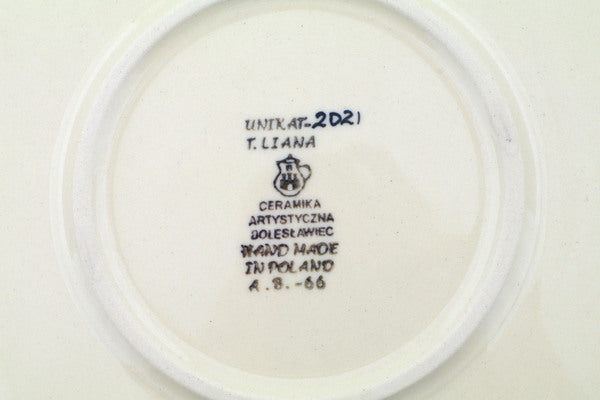 UNIKAT-2021
T. LIANA
CERAMIKA
ARTYSTYCZNA
BOLESŁAWIEC
HAND MADE
IN POLAND
A.B.-66